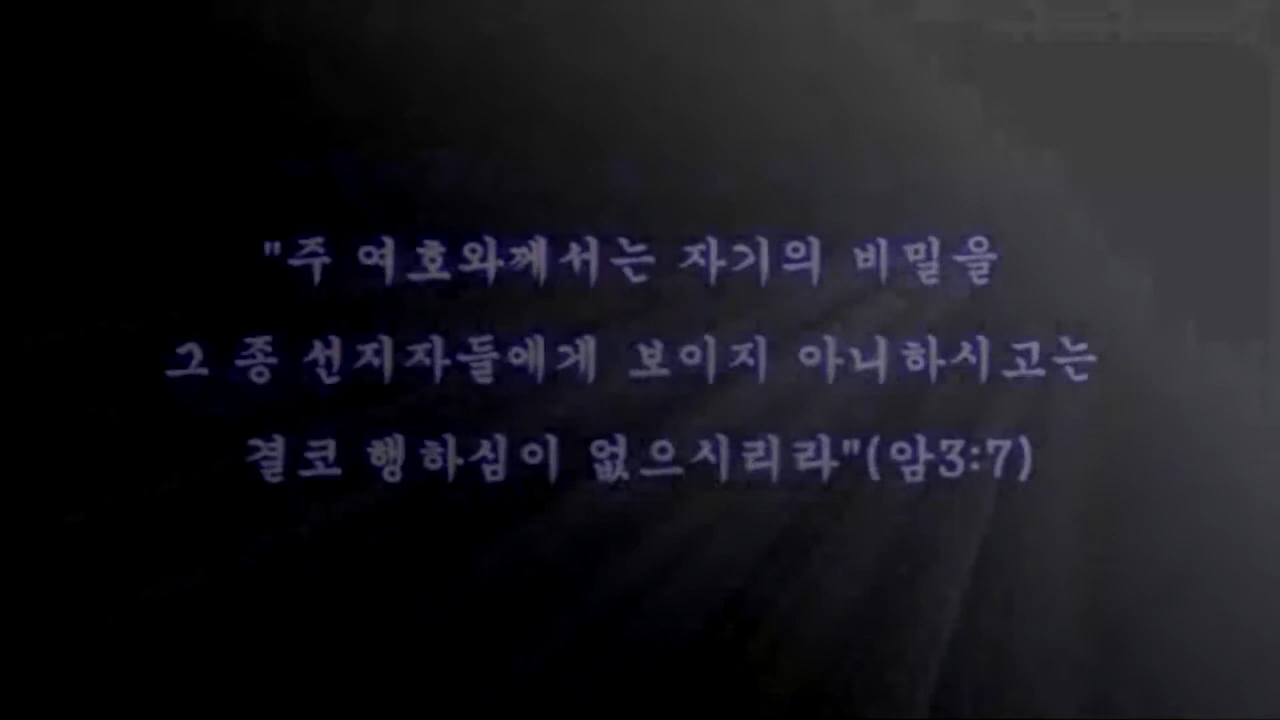 "주 여호와께서는 자기의 비밀을
그 종 선지자들에게 보이지 아니하시고는
결코 행하심이 없으시리라"(암3:7)